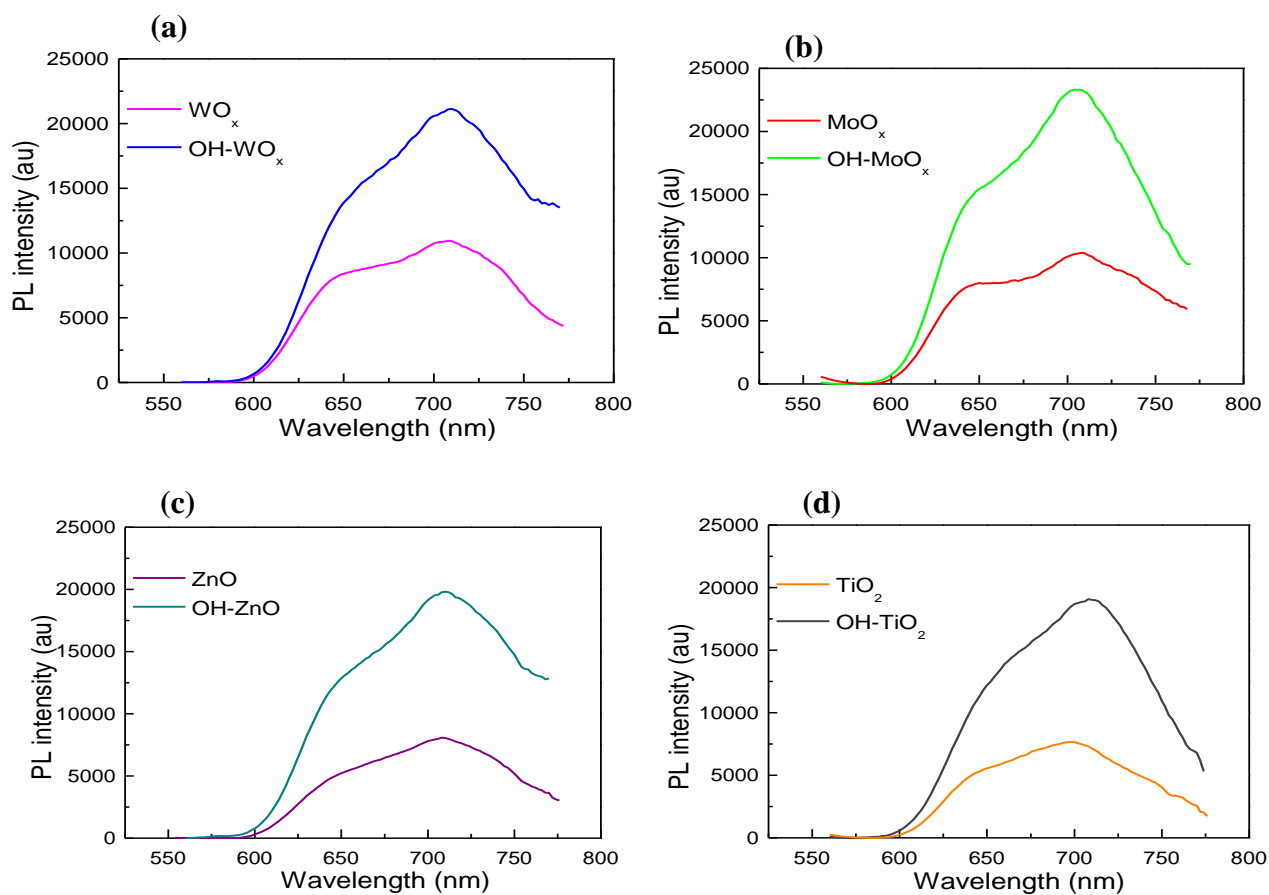 (a)
25000
20000
15000
10000
5000
0
PL intensity (au)
WOx
OH-WOx
550 600 650 700 750 800
Wavelength (nm)
(b)
25000
20000
15000
10000
5000
0
PL intensity (au)
MoOx
OH-MoOx
550 600 650 700 750 800
Wavelength (nm)
(c)
25000
20000
15000
10000
5000
0
PL intensity (au)
ZnO
OH-ZnO
550 600 650 700 750 800
Wavelength (nm)
(d)
25000
20000
15000
10000
5000
0
PL intensity (au)
TiO2
OH-TiO2
550 600 650 700 750 800
Wavelength (nm)